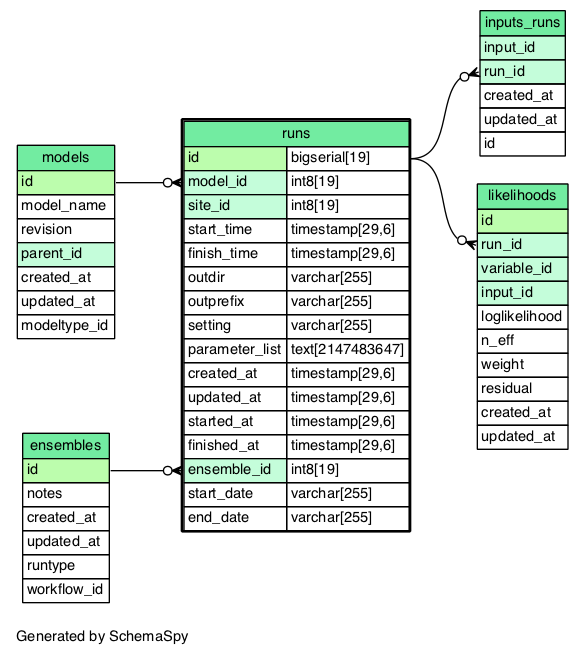 inputs_runs
input_id
run_id
created_at
updated_at
id
models
id
model_name
revision
parent_id
created_at
updated_at
modeltype_id
runs
id bigserial[19]
model_id int8[19]
site_id int8[19]
start_time timestamp[29,6]
finish_time timestamp[29,6]
outdir varchar[255]
outprefix varchar[255]
setting varchar[255]
parameter_list text[2147483647]
created_at timestamp[29,6]
updated_at timestamp[29,6]
started_at timestamp[29,6]
finished_at timestamp[29,6]
ensemble_id int8[19]
start_date varchar[255]
end_date varchar[255]
likelihoods
id
run_id
variable_id
input_id
loglikelihood
n_eff
weight
residual
created_at
updated_at
ensembles
id
notes
created_at
updated_at
runtype
workflow_id
Generated by SchemaSpy